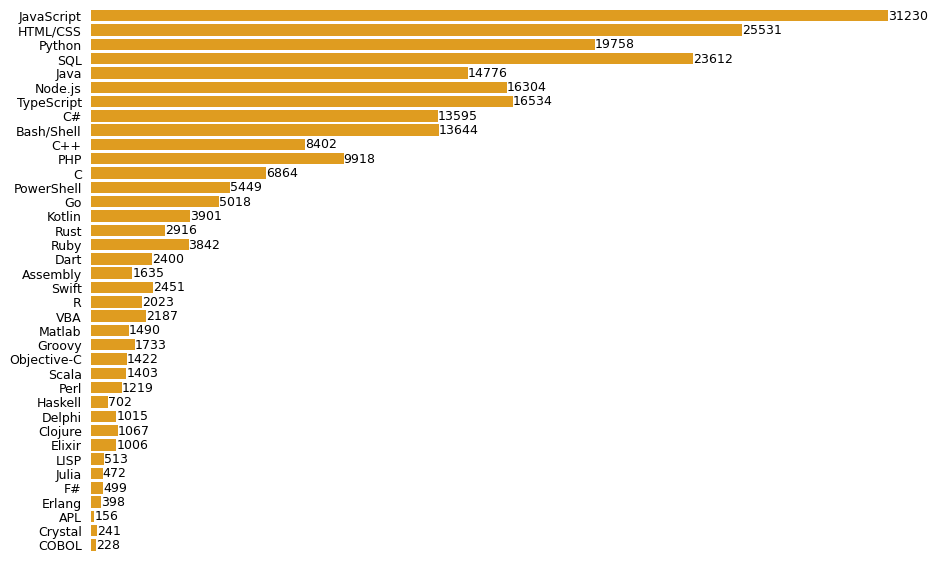 JavaScript 31230
HTML/CSS 25531
Python 19758
SQL 23612
Java 14776
Node.js 16304
TypeScript 16534
C# 13595
Bash/Shell 13644
C++ 8402
PHP 9918
C 6864
PowerShell 5449
Go 5018
Kotlin 3901
Rust 2916
Ruby 3842
Dart 2400
Assembly 1635
Swift 2451
R 2023
VBA 2187
Matlab 1490
Groovy 1733
Objective-C 1422
Scala 1403
Perl 1219
Haskell 702
Delphi 1015
Clojure 1067
Elixir 1006
LISP 513
Julia 472
F# 499
Erlang 398
APL 156
Crystal 241
COBOL 228